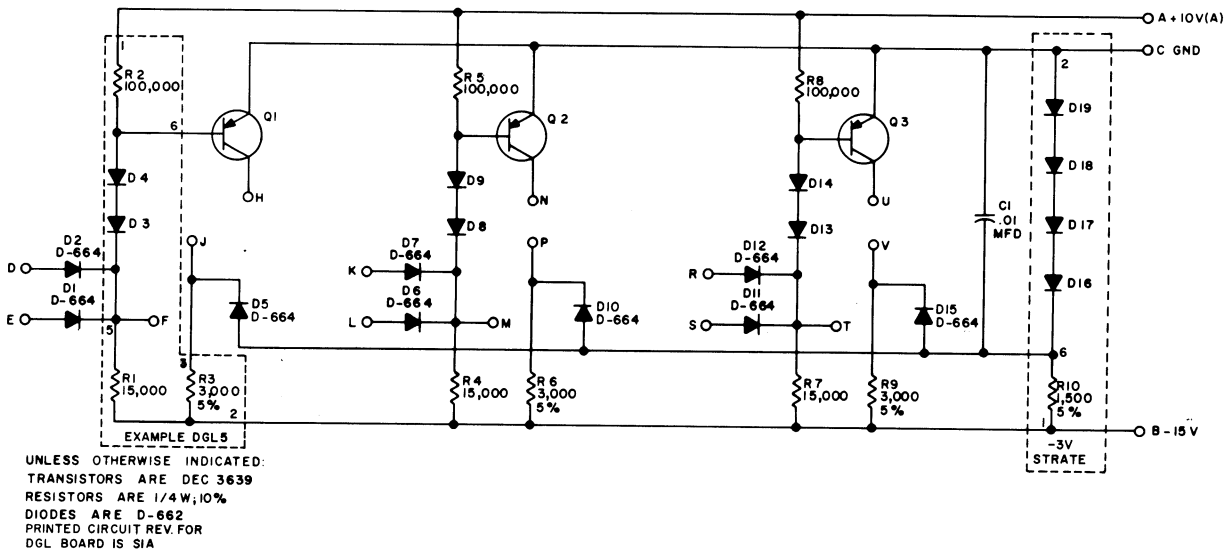 A+10V(A)
C GND
1
2
R2
100,000
R5
100,000
R8
100,000
6
Q1
Q2
Q3
D19
D4
D9
D14
D18
H
N
U
C1
.01
MFD
D3
D8
D13
D17
J
P
V
D2
D-664
D7
D-664
D12
D-664
D
K
R
D16
D1
D-664
D6
D-664
D11
D-664
D5
D-664
D10
D-664
D15
D-664
E
5
F
L
M
S
T
6
3
R1
15,000
R3
3,000
5%
R4
15,000
R6
3,000
5%
R7
15,000
R9
3,000
5%
R10
1,500
5%
2
1
B-15V
EXAMPLE DGL5
-3V
STRATE
UNLESS OTHERWISE INDICATED:
TRANSISTORS ARE DEC 3639
RESISTORS ARE 1/4W;10%
DIODES ARE D-662
PRINTED CIRCUIT REV. FOR
DGL BOARD IS S1A